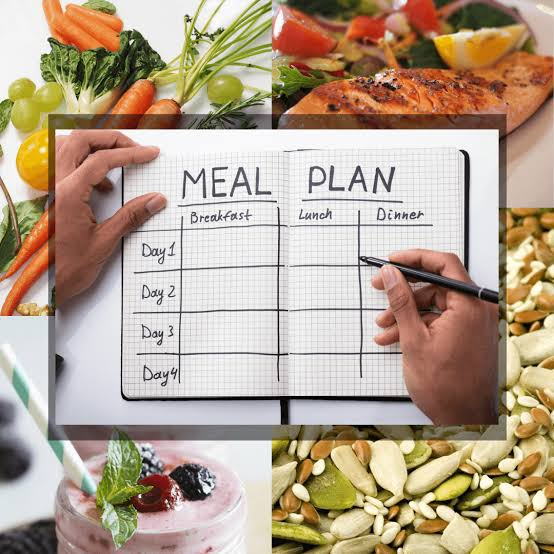 MEAL PLAN
Breakfast Lunch Dinner
Day 1
Day 2
Day 3
Day 4